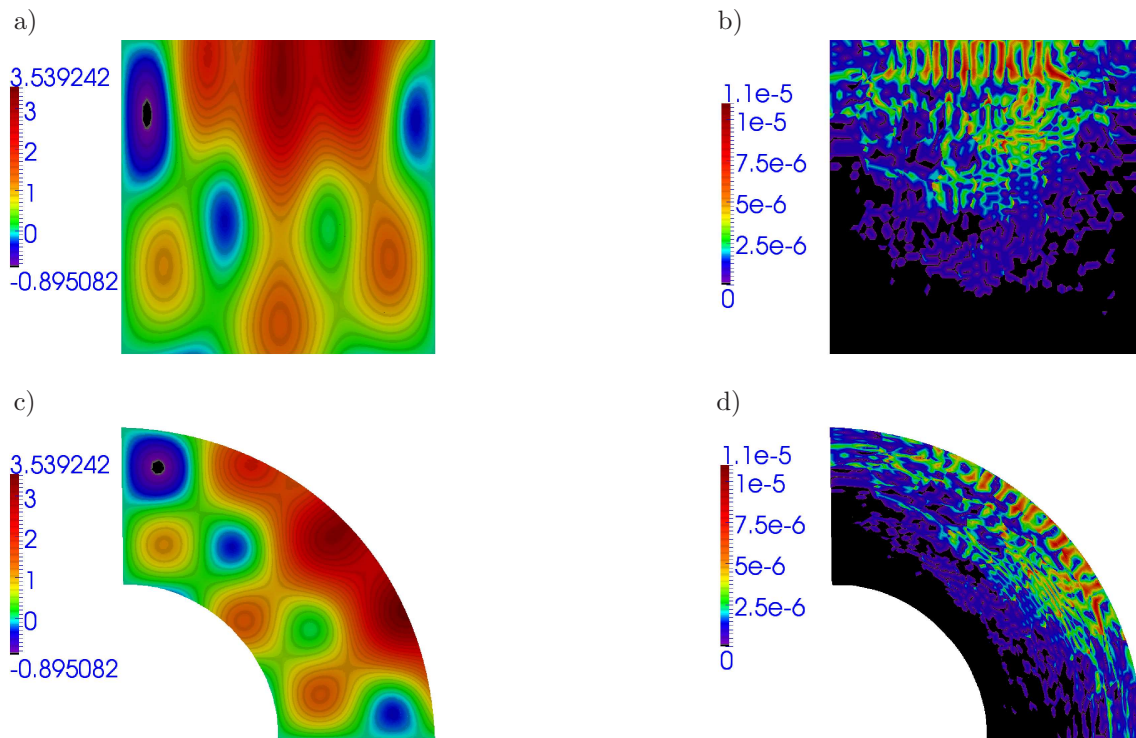 a)
3.539242
3
2
1
0
-0.895082
b)
1.1e-5
1e-5
7.5e-6
5e-6
2.5e-6
0
c)
3.539242
3
2
1
0
-0.895082
d)
1.1e-5
1e-5
7.5e-6
5e-6
2.5e-6
0